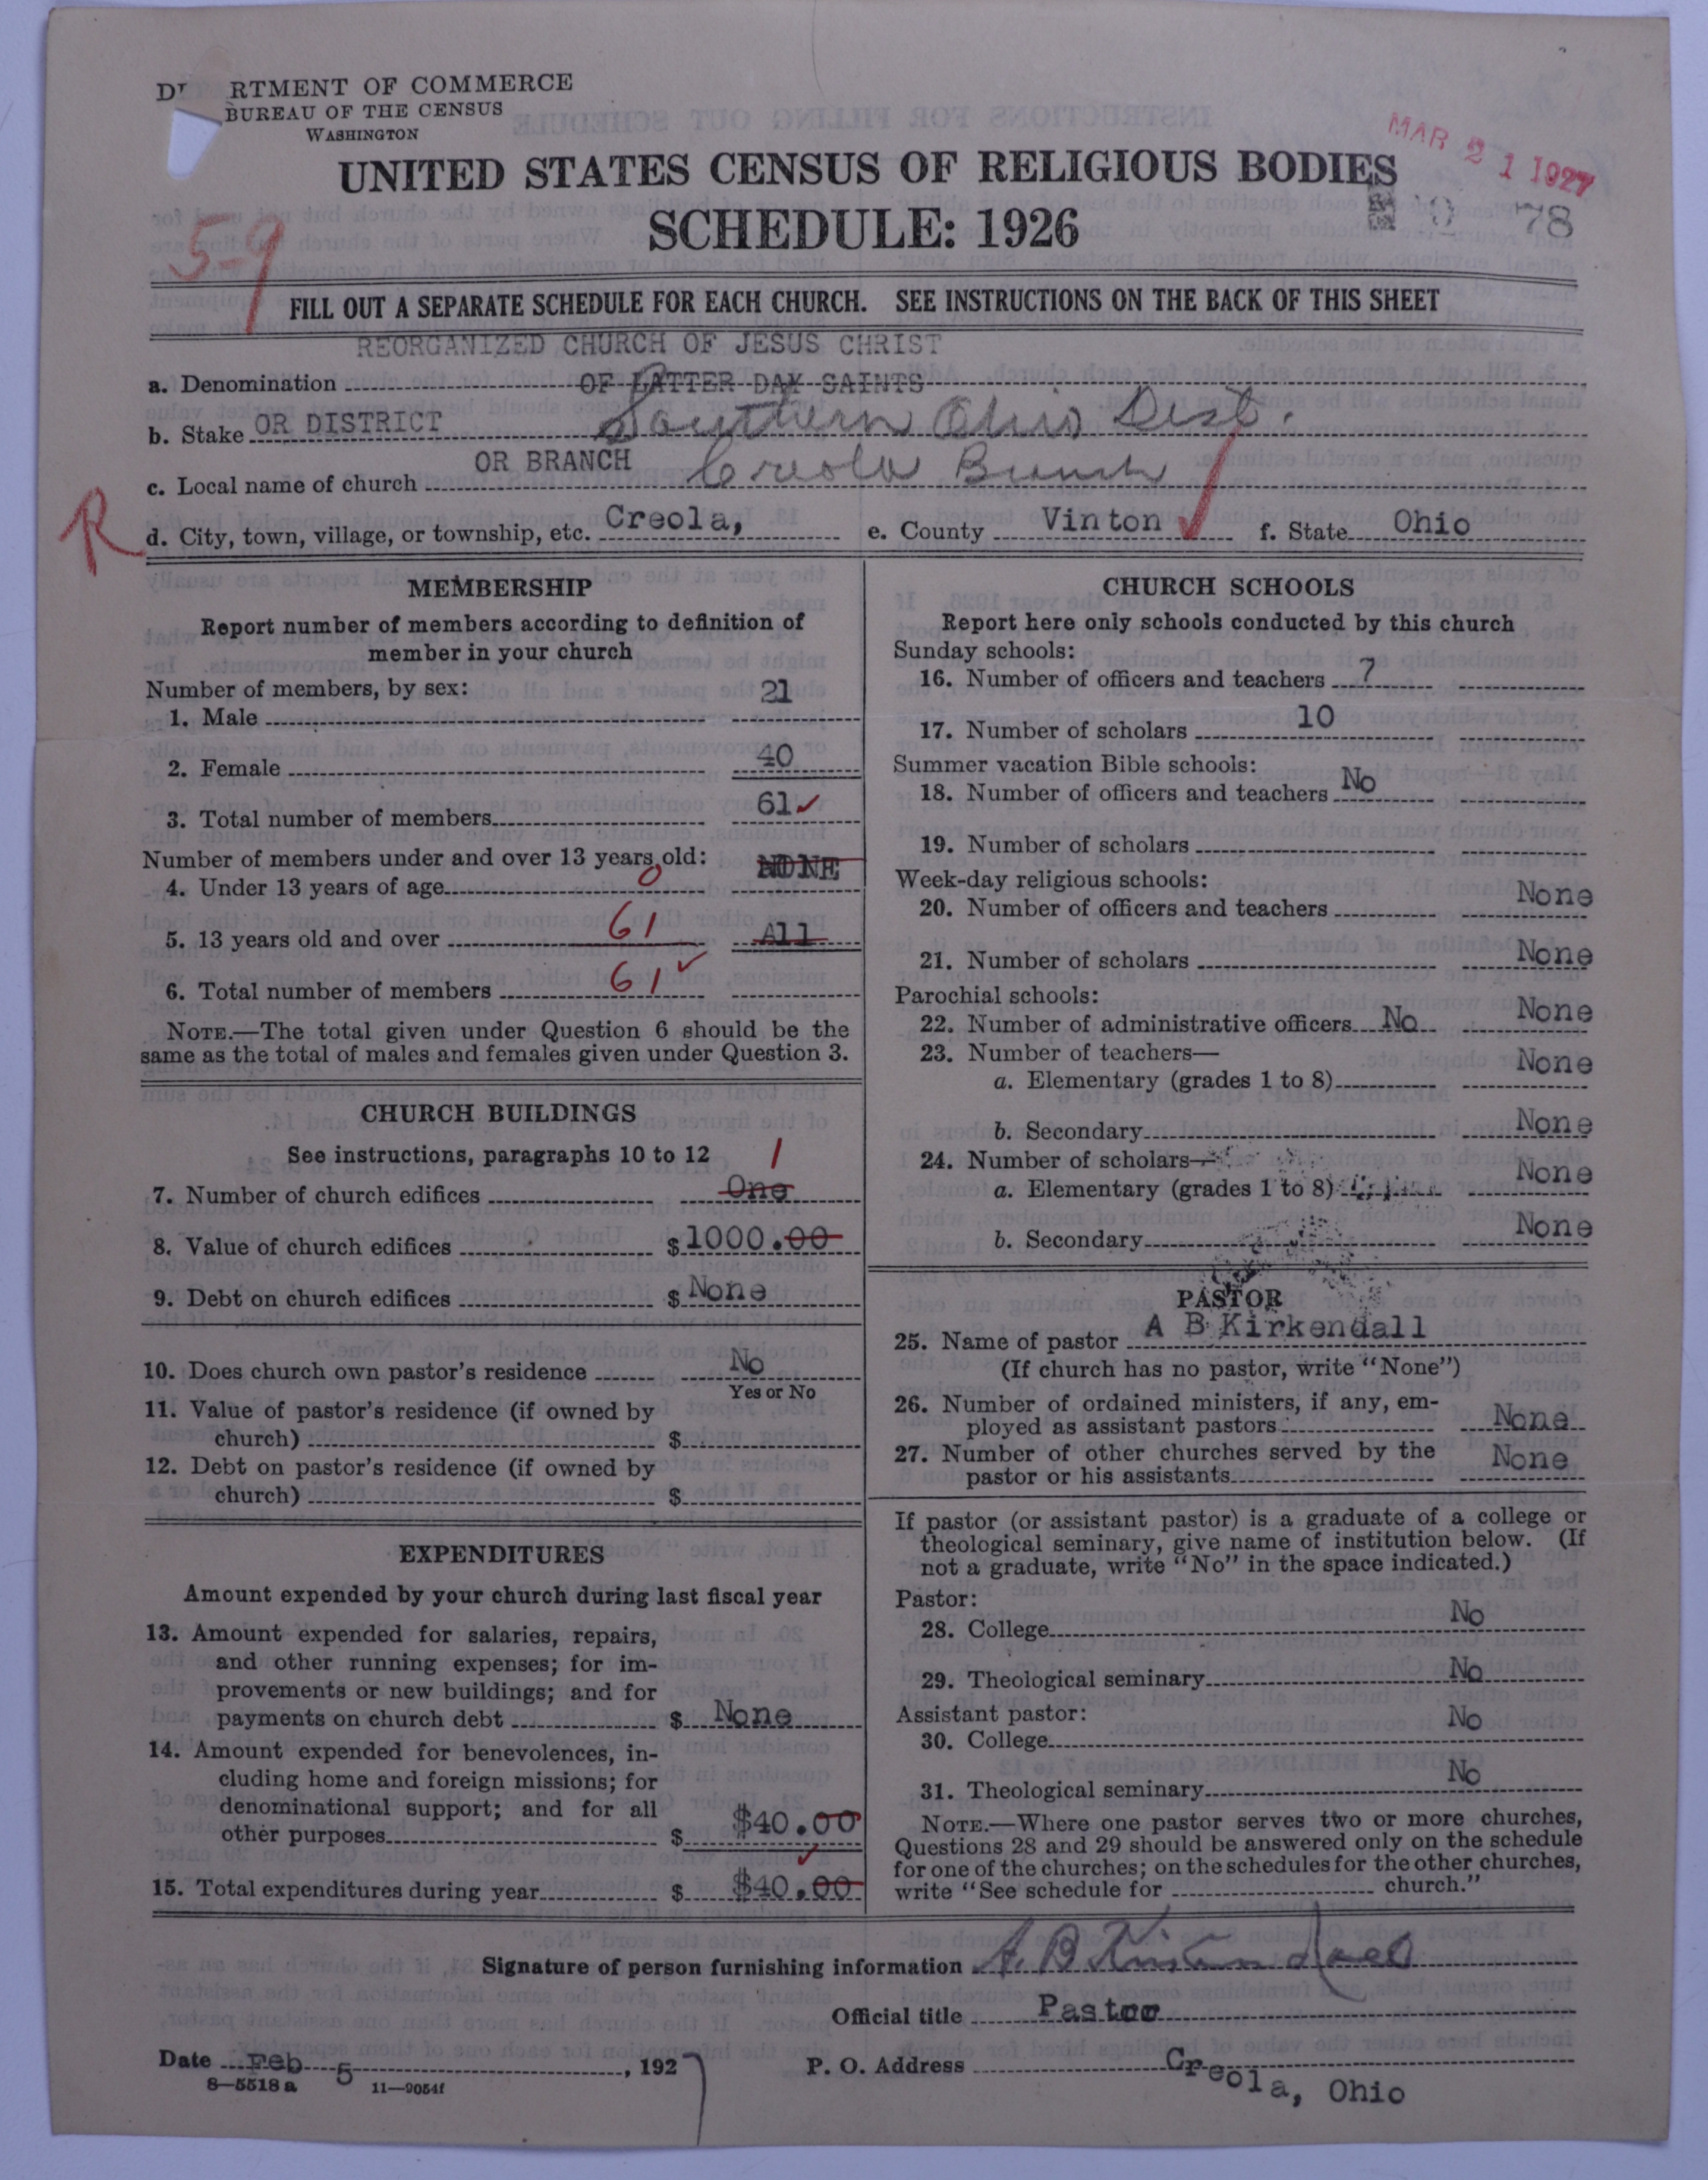 DE RTMENT OF COMMERCE
BUREAU OF THE CENSUS
WASHINGTON
UNITED STATES CENSUS OF RELIGIOUS BODIES
SCHEDULE: 1926
MAR 21 1927
78
5-9
FILL OUT A SEPARATE SCHEDULE FOR EACH CHURCH. SEE INSTRUCTIONS ON THE BACK OF THIS SHEET
REORGANIZED CHURCH OF JESUS CHRIST
a. Denomination OF LATTER DAY SAINTS
b. Stake OR DISTRICT Southern Ohio Dist.
OR BRANCH
c. Local name of church Creola Branch
R
d. City, town, village, or township, etc. Creola, e. County Vinton ✓ f. State Ohio
MEMBERSHIP
Report number of members according to definition of
member in your church
Number of members, by sex:
1. Male 21
2. Female 40
3. Total number of members 61 ✓
Number of members under and over 13 years old:
4. Under 13 years of age 0 NONE
5. 13 years old and over 61 All
6. Total number of members 61 ✓
NOTE.—The total given under Question 6 should be the
same as the total of males and females given under Question 3.
CHURCH BUILDINGS
See instructions, paragraphs 10 to 12
7. Number of church edifices 1 One
8. Value of church edifices $1000.00
9. Debt on church edifices $ None
10. Does church own pastor's residence No
Yes or No
11. Value of pastor's residence (if owned by
church) $
12. Debt on pastor's residence (if owned by
church) $
EXPENDITURES
Amount expended by your church during last fiscal year
13. Amount expended for salaries, repairs,
and other running expenses; for im-
provements or new buildings; and for
payments on church debt $ None
14. Amount expended for benevolences, in-
cluding home and foreign missions; for
denominational support; and for all
other purposes $ $40.00
✓
15. Total expenditures during year $ $40.00
CHURCH SCHOOLS
Report here only schools conducted by this church
Sunday schools:
16. Number of officers and teachers 7
17. Number of scholars 10
Summer vacation Bible schools:
18. Number of officers and teachers No
19. Number of scholars
Week-day religious schools:
20. Number of officers and teachers None
21. Number of scholars None
Parochial schools:
22. Number of administrative officers No None
23. Number of teachers—
a. Elementary (grades 1 to 8) None
b. Secondary None
24. Number of scholars—
a. Elementary (grades 1 to 8) None
b. Secondary None
PASTOR
25. Name of pastor A B Kirkendall
(If church has no pastor, write "None")
26. Number of ordained ministers, if any, em-
ployed as assistant pastors None
27. Number of other churches served by the
pastor or his assistants None
If pastor (or assistant pastor) is a graduate of a college or
theological seminary, give name of institution below. (If
not a graduate, write "No" in the space indicated.)
Pastor:
28. College No
29. Theological seminary No
Assistant pastor:
30. College No
31. Theological seminary No
NOTE.—Where one pastor serves two or more churches,
Questions 28 and 29 should be answered only on the schedule
for one of the churches; on the schedules for the other churches,
write "See schedule for church."
Signature of person furnishing information A. B. Kirkendall
Official title Pastor
Date Feb 5, 1927 P. O. Address Creola, Ohio
8—5518 a 11—9054f